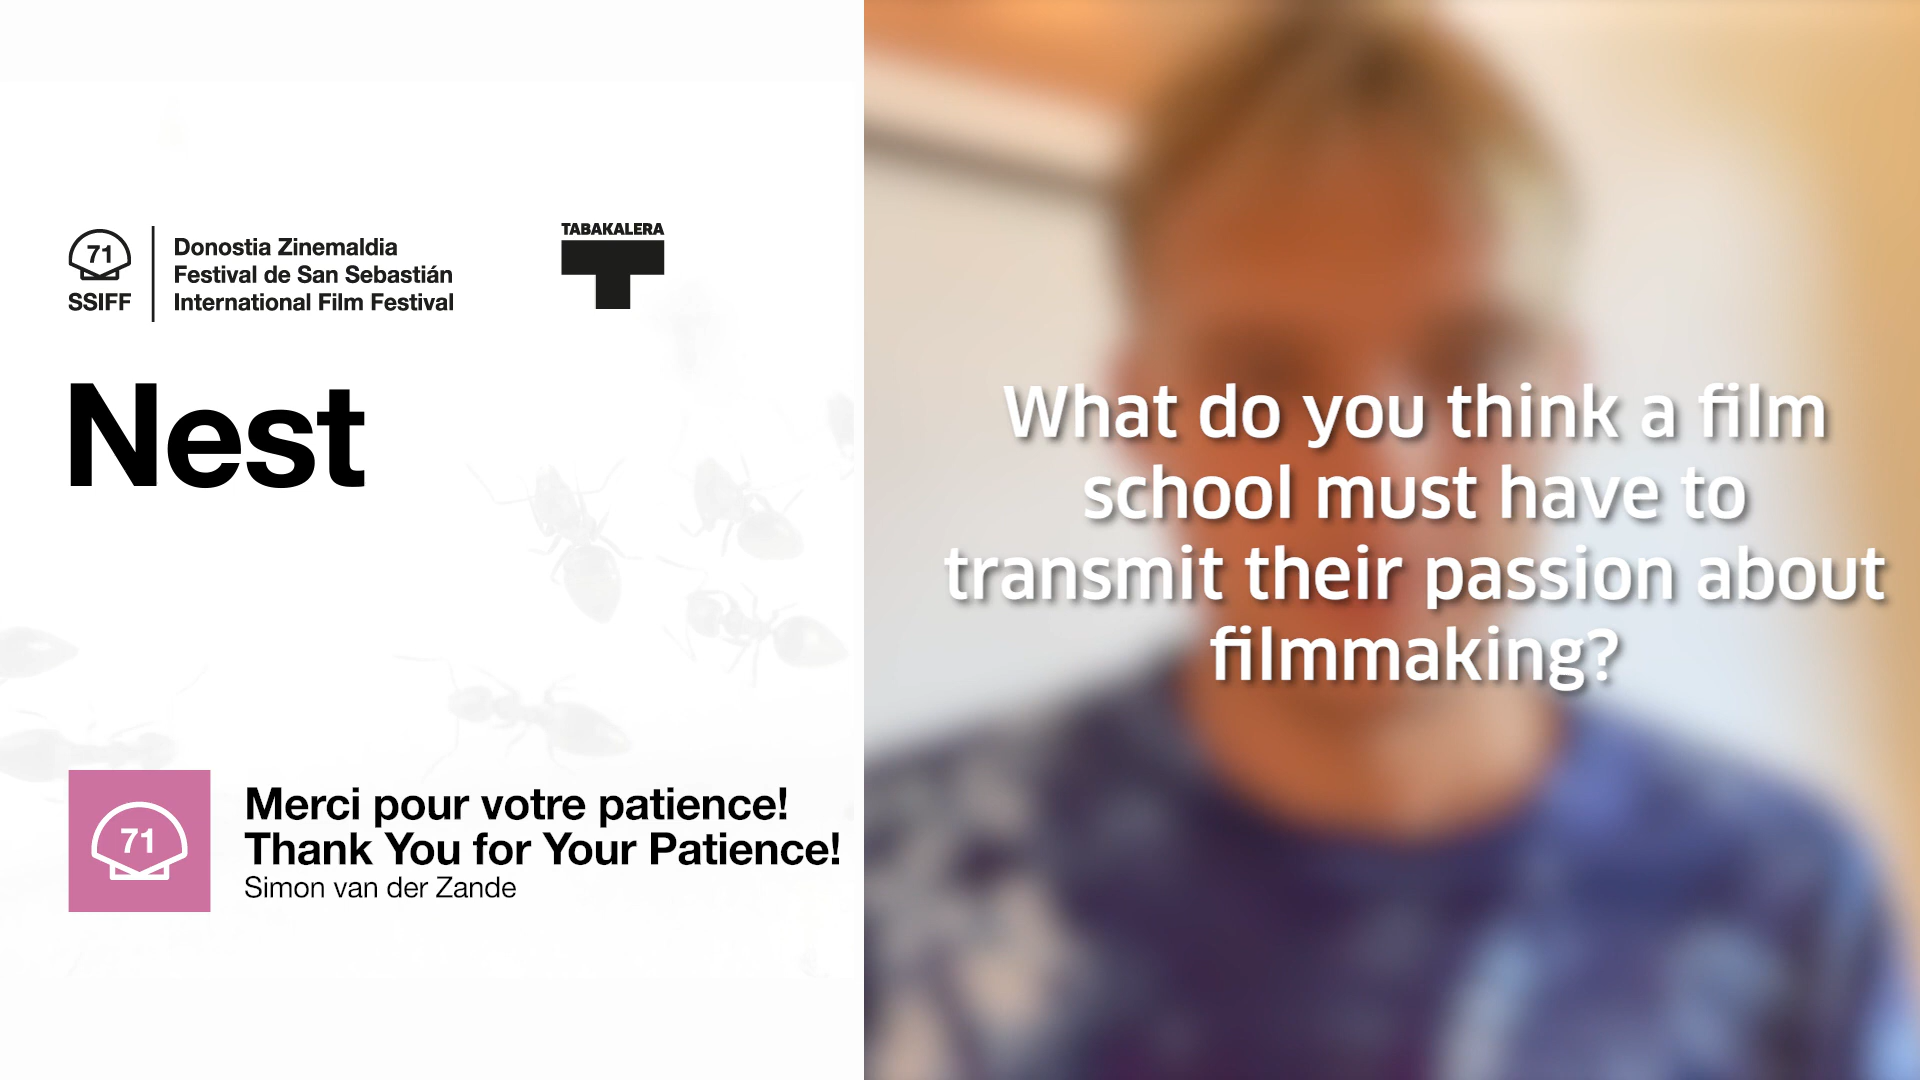 71
SSIFF
Donostia Zinemaldia
Festival de San Sebastián
International Film Festival
TABAKALERA
Nest
71
Merci pour votre patience!
Thank You for Your Patience!
Simon van der Zande
What do you think a film
school must have to
transmit their passion about
filmmaking?